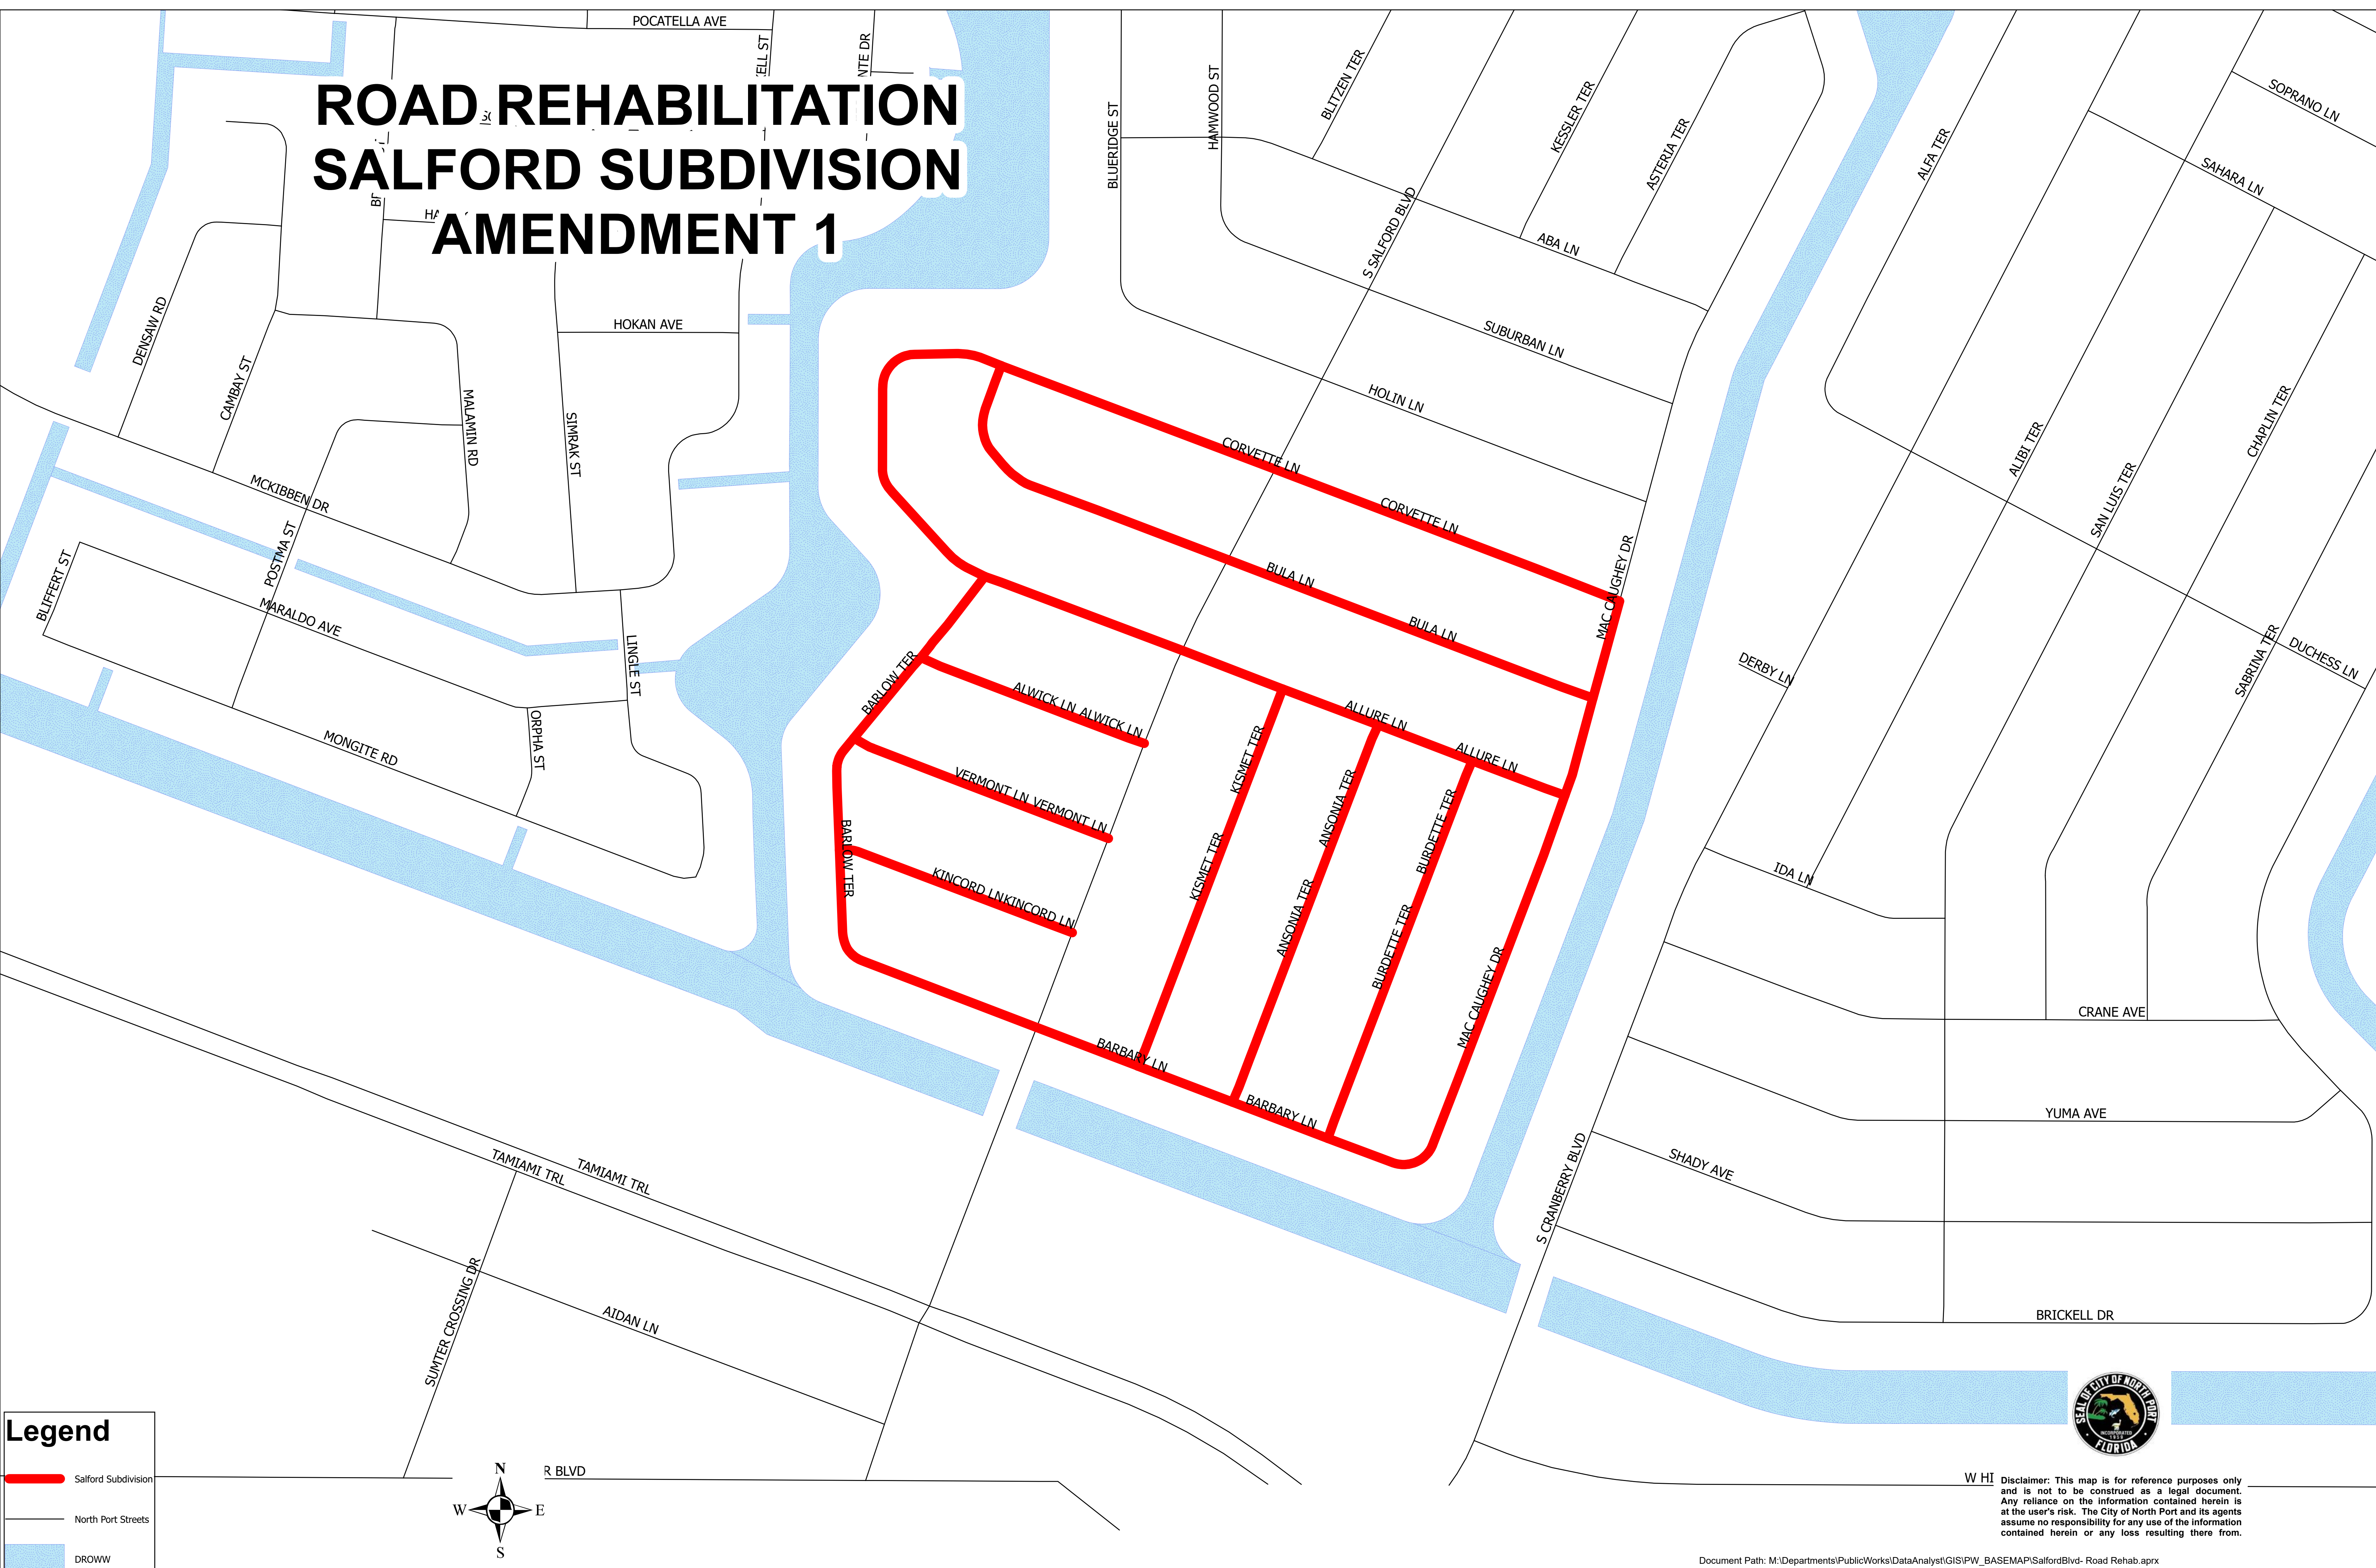 POCATELLA AVE
ELL ST
NTE DR
ROAD REHABILITATION
SALFORD SUBDIVISION
AMENDMENT 1
BLUERIDGE ST
HAMWOOD ST
BLITZEN TER
KESSLER TER
ASTERIA TER
S SALFORD BLVD
ABA LN
SUBURBAN LN
HOLIN LN
ALFA TER
SOPRANO LN
SAHARA LN
DENSAW RD
CAMBAY ST
HOKAN AVE
MALAMIN RD
SIMRAK ST
MCKIBBEN DR
POSTMA ST
BLIFFERT ST
MARALDO AVE
LINGLE ST
ORPHA ST
MONGITE RD
CORVETTE LN
CORVETTE LN
BULA LN
BULA LN
MAC CAUGHEY DR
ALIBI TER
SAN LUIS TER
CHAPLIN TER
DERBY LN
SABRINA TER
DUCHESS LN
BARLOW TER
ALWICK LN ALWICK LN
ALLURE LN
ALLURE LN
VERMONT LN VERMONT LN
KISMET TER
KISMET TER
ANSONIA TER
ANSONIA TER
BURDETTE TER
BURDETTE TER
BARLOW TER
KINCORD LN KINCORD LN
MAC CAUGHEY DR
IDA LN
CRANE AVE
YUMA AVE
BARBARY LN
BARBARY LN
S CRANBERRY BLVD
SHADY AVE
TAMIAMI TRL
TAMIAMI TRL
SUMTER CROSSING DR
AIDAN LN
BRICKELL DR
SEAL OF CITY OF NORTH PORT
INCORPORATED
1959
FLORIDA
Legend
Salford Subdivision
North Port Streets
DROWW
N
W E
S
R BLVD
W HI
Disclaimer: This map is for reference purposes only
and is not to be construed as a legal document.
Any reliance on the information contained herein is
at the user's risk. The City of North Port and its agents
assume no responsibility for any use of the information
contained herein or any loss resulting there from.
Document Path: M:\Departments\PublicWorks\DataAnalyst\GIS\PW_BASEMAP\SalfordBlvd- Road Rehab.aprx